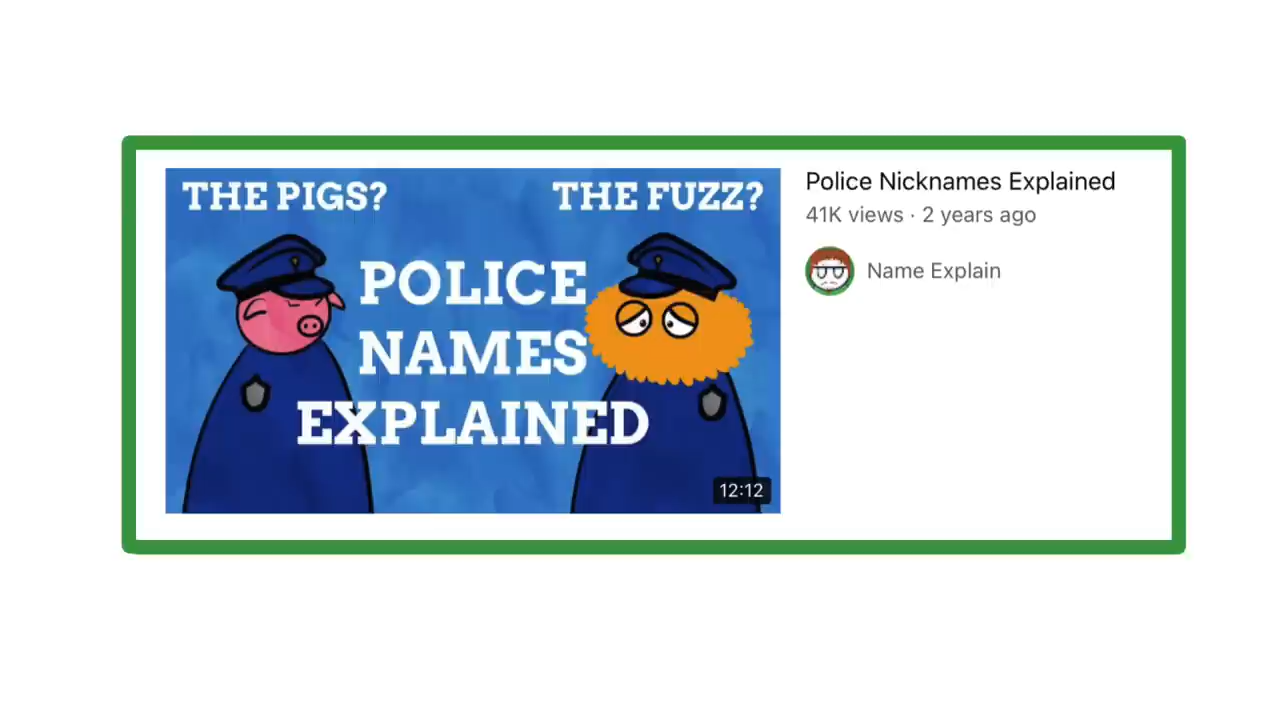 THE PIGS?
THE FUZZ?
POLICE
NAMES
EXPLAINED
12:12
Police Nicknames Explained
41K views · 2 years ago
Name Explain